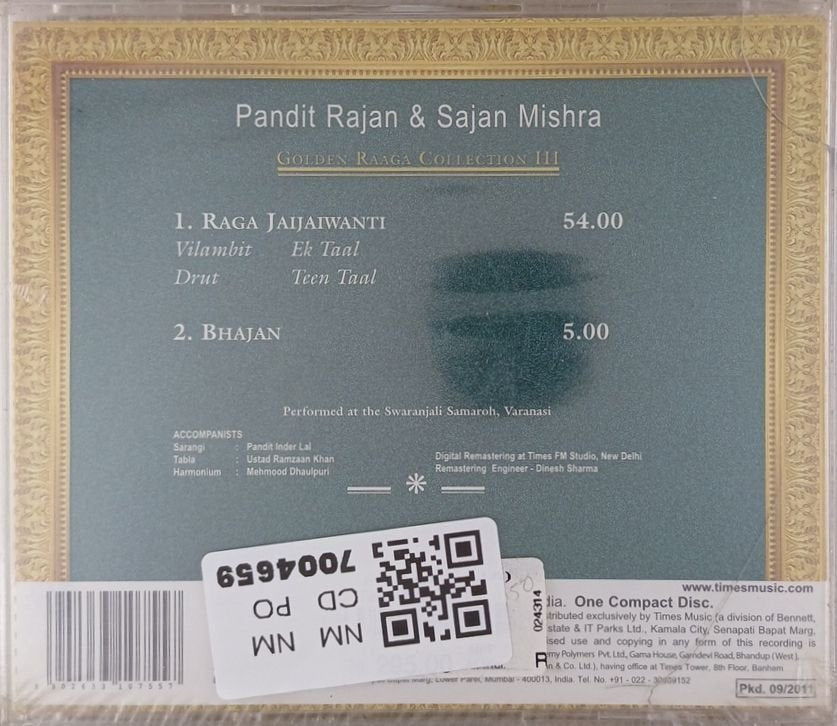 Pandit Rajan & Sajan Mishra
GOLDEN RAAGA COLLECTION III
1. RAGA JAIJAIWANTI 54.00
Vilambit Ek Taal
Drut Teen Taal
2. BHAJAN 5.00
Performed at the Swaranjali Samaroh, Varanasi
ACCOMPANISTS
Sarangi : Pandit Inder Lal
Tabla : Ustad Ramzaan Khan
Harmonium : Mehmood Dhaulpuri
Digital Remastering at Times FM Studio, New Delhi
Remastering Engineer - Dinesh Sharma
7004659
CD PO
NM NM
024314
R
www.timesmusic.com
dia. One Compact Disc.
tributed exclusively by Times Music (a division of Bennett,
state & IT Parks Ltd., Kamala City, Senapati Bapat Marg,
ised use and copying in any form of this recording is
my Polymers Pvt. Ltd., Gama House, Gamdevi Road, Bhandup (West).
n & Co. Ltd.), having office at Times Tower, 8th Floor, Banham
Marg, Lower Parel, Mumbai - 400013, India. Tel. No. +91 - 022 - 30909152
Pkd. 09/2011